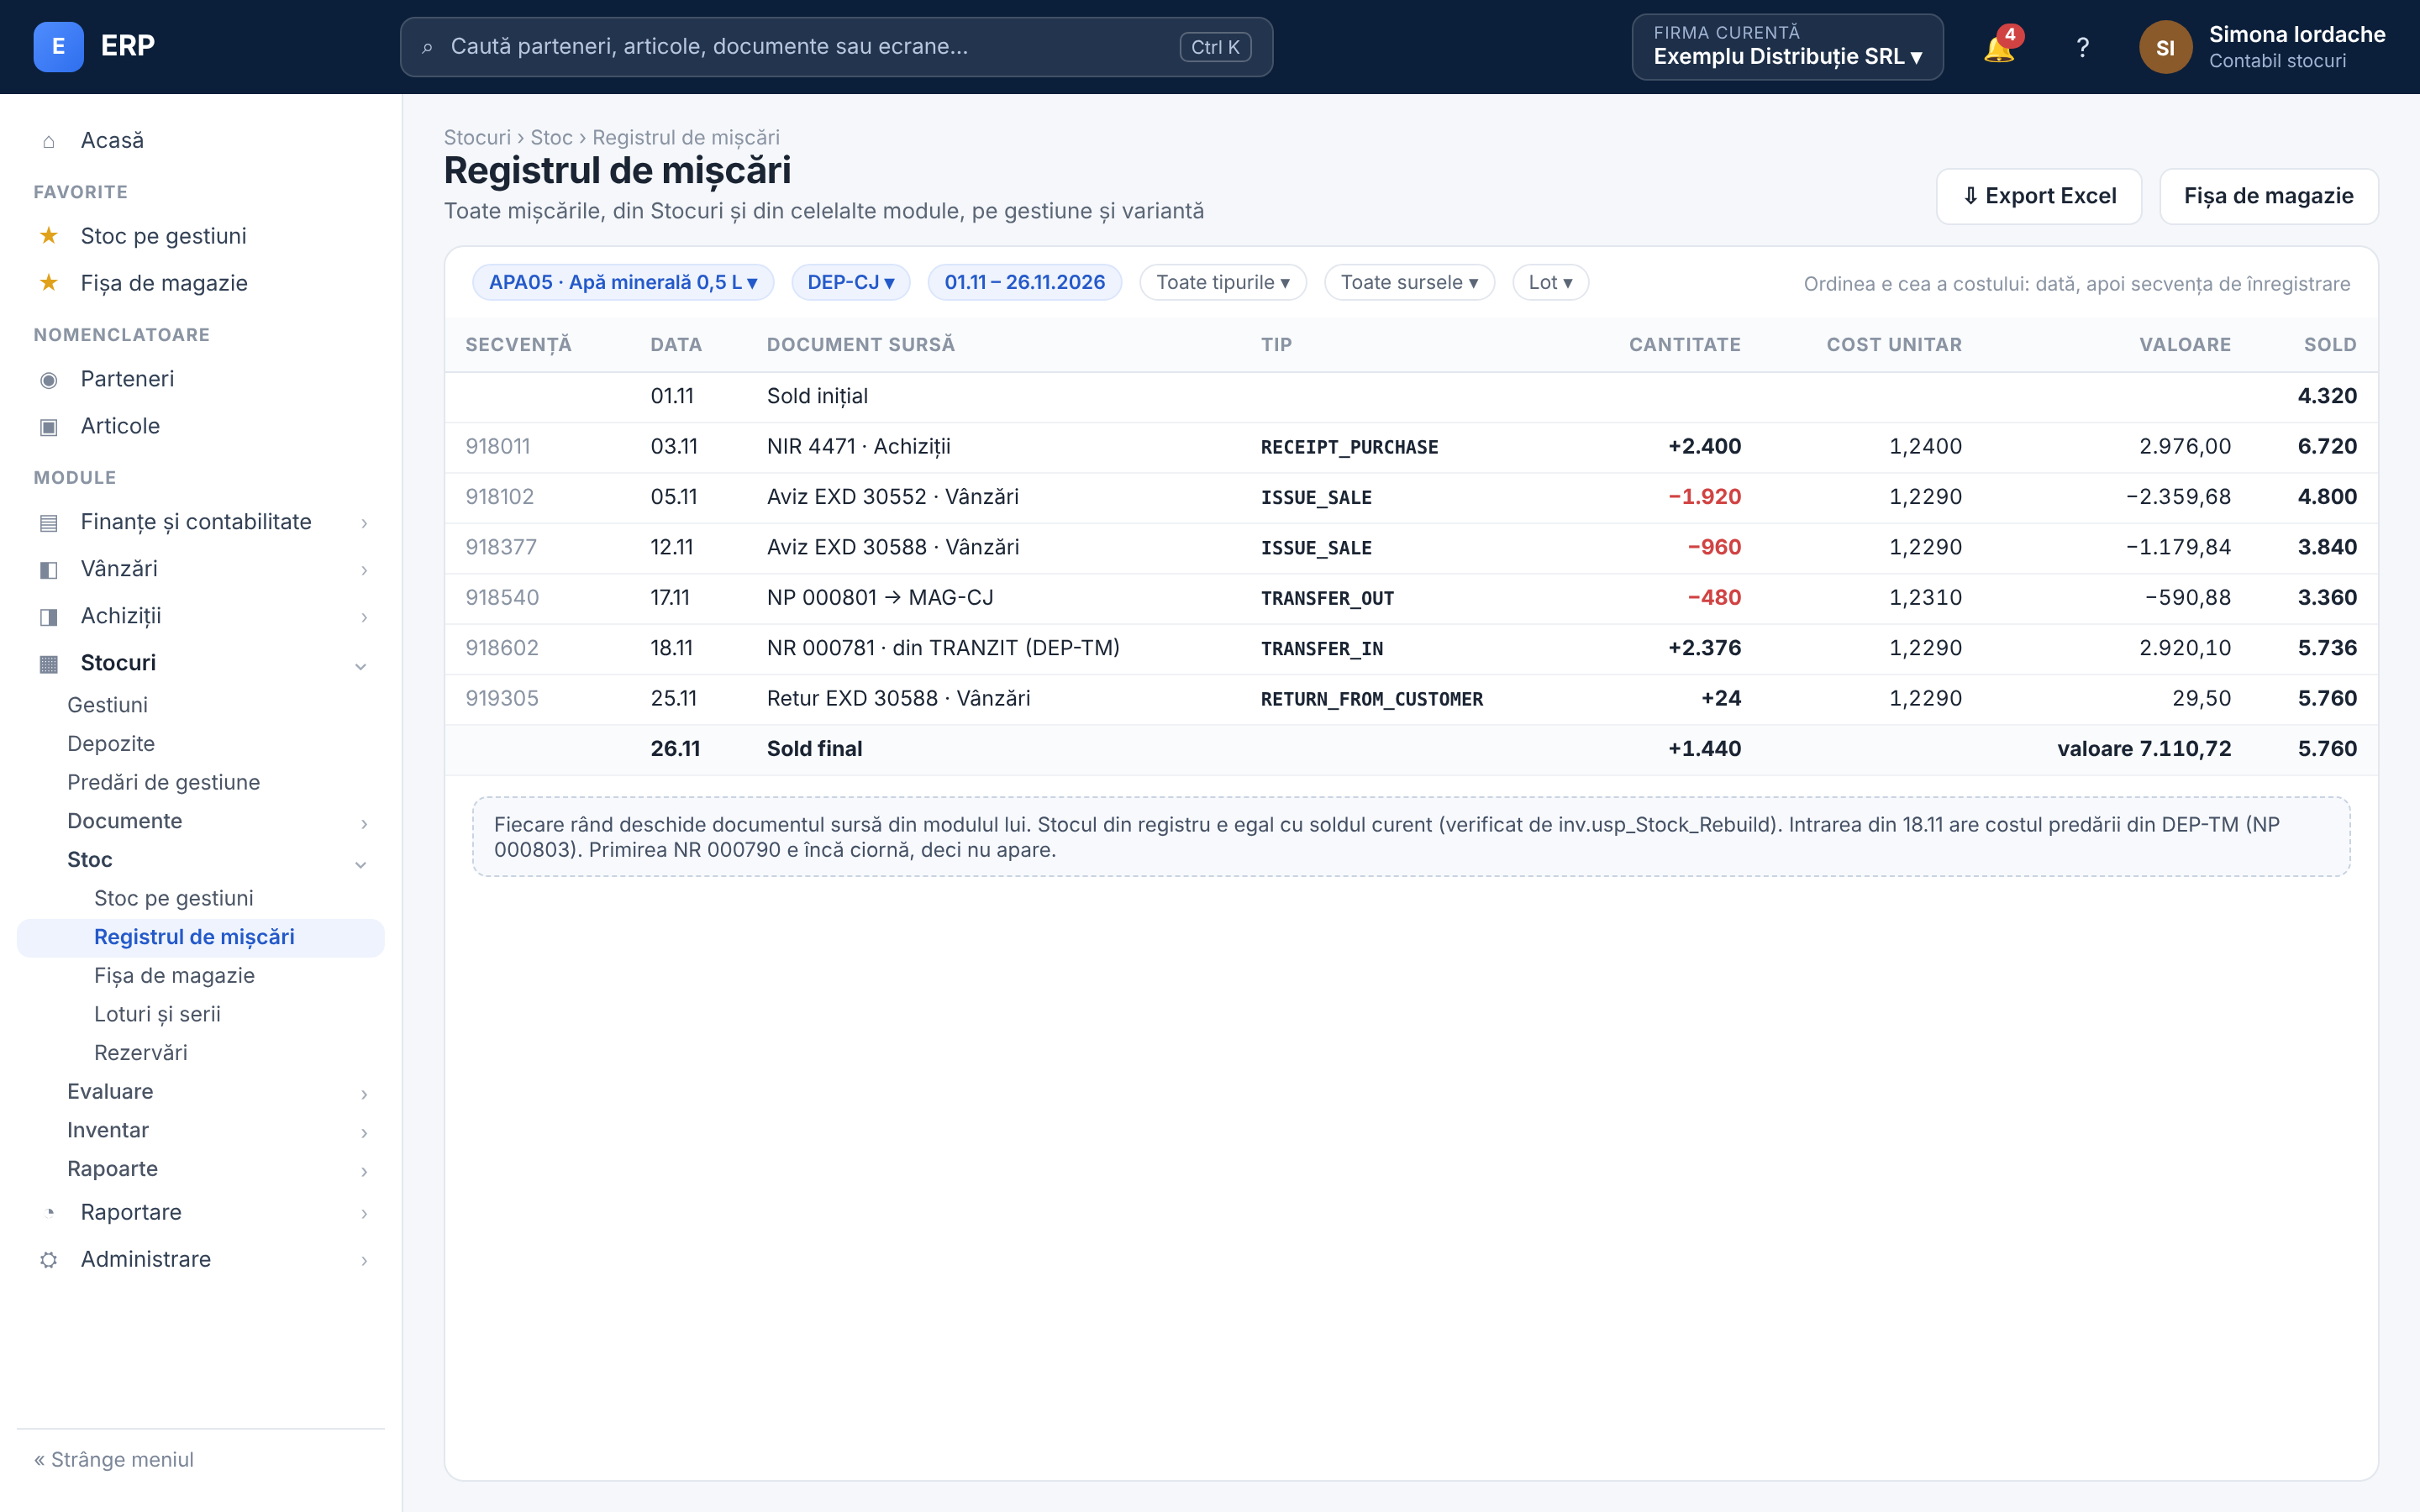 E ERP
Caută parteneri, articole, documente sau ecrane... Ctrl K
FIRMA CURENTĂ
Exemplu Distribuție SRL ▾
4
?
SI
Simona Iordache
Contabil stocuri
Acasă
FAVORITE
★ Stoc pe gestiuni
★ Fișa de magazie
NOMENCLATOARE
Parteneri
Articole
MODULE
Finanțe și contabilitate ›
Vânzări ›
Achiziții ›
Stocuri
Gestiuni
Depozite
Predări de gestiune
Documente ›
Stoc
Stoc pe gestiuni
Registrul de mișcări
Fișa de magazie
Loturi și serii
Rezervări
Evaluare ›
Inventar ›
Rapoarte ›
Raportare ›
Administrare ›
« Strânge meniul
Stocuri › Stoc › Registrul de mișcări
Registrul de mișcări
Toate mișcările, din Stocuri și din celelalte module, pe gestiune și variantă
⇩ Export Excel
Fișa de magazie
APA05 · Apă minerală 0,5 L ▾ DEP-CJ ▾ 01.11 – 26.11.2026 Toate tipurile ▾ Toate sursele ▾ Lot ▾ Ordinea e cea a costului: dată, apoi secvența de înregistrare
SECVENȚĂ DATA DOCUMENT SURSĂ TIP CANTITATE COST UNITAR VALOARE SOLD
01.11 Sold inițial 4.320
918011 03.11 NIR 4471 · Achiziții RECEIPT_PURCHASE +2.400 1,2400 2.976,00 6.720
918102 05.11 Aviz EXD 30552 · Vânzări ISSUE_SALE −1.920 1,2290 −2.359,68 4.800
918377 12.11 Aviz EXD 30588 · Vânzări ISSUE_SALE −960 1,2290 −1.179,84 3.840
918540 17.11 NP 000801 → MAG-CJ TRANSFER_OUT −480 1,2310 −590,88 3.360
918602 18.11 NR 000781 · din TRANZIT (DEP-TM) TRANSFER_IN +2.376 1,2290 2.920,10 5.736
919305 25.11 Retur EXD 30588 · Vânzări RETURN_FROM_CUSTOMER +24 1,2290 29,50 5.760
26.11 Sold final +1.440 valoare 7.110,72 5.760
Fiecare rând deschide documentul sursă din modulul lui. Stocul din registru e egal cu soldul curent (verificat de inv.usp_Stock_Rebuild). Intrarea din 18.11 are costul predării din DEP-TM (NP
000803). Primirea NR 000790 e încă ciornă, deci nu apare.